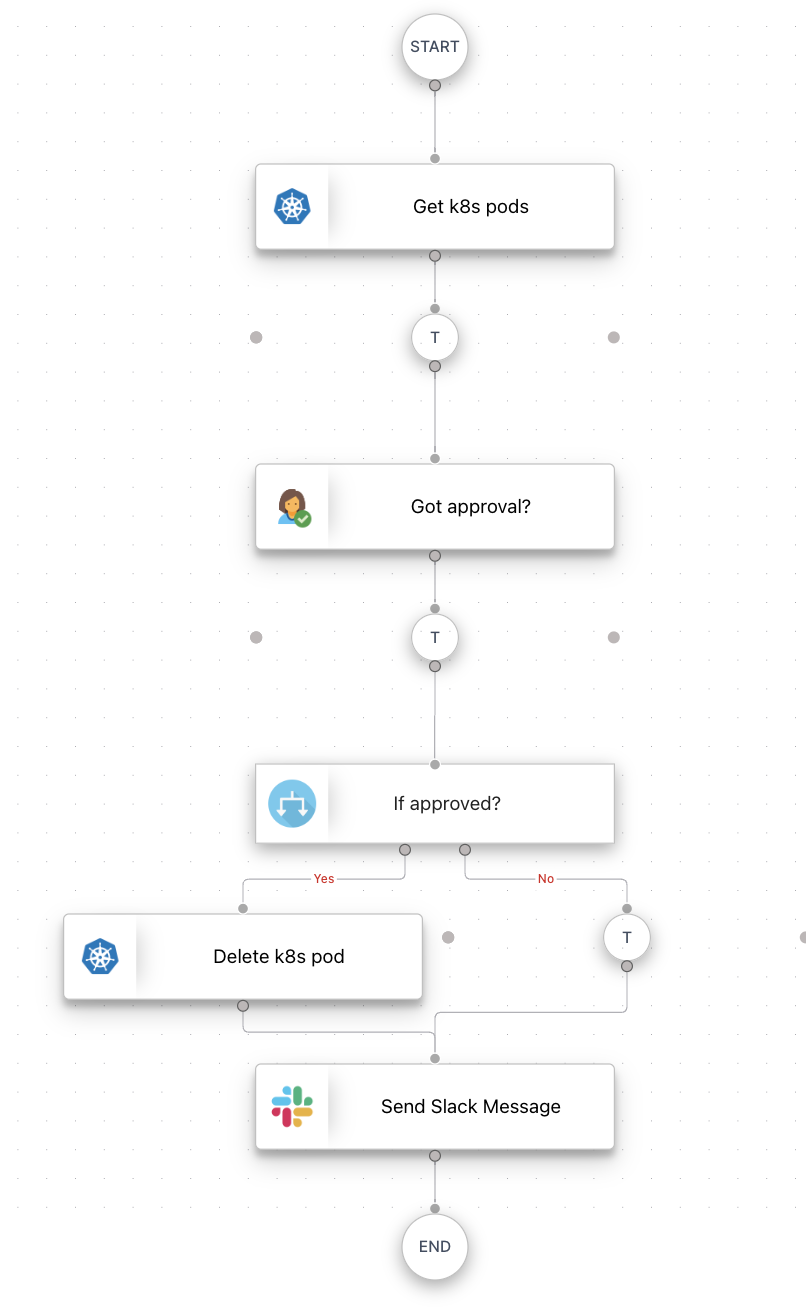 START
Get k8s pods
T
Got approval?
T
If approved?
Yes
No
Delete k8s pod
T
Send Slack Message
END